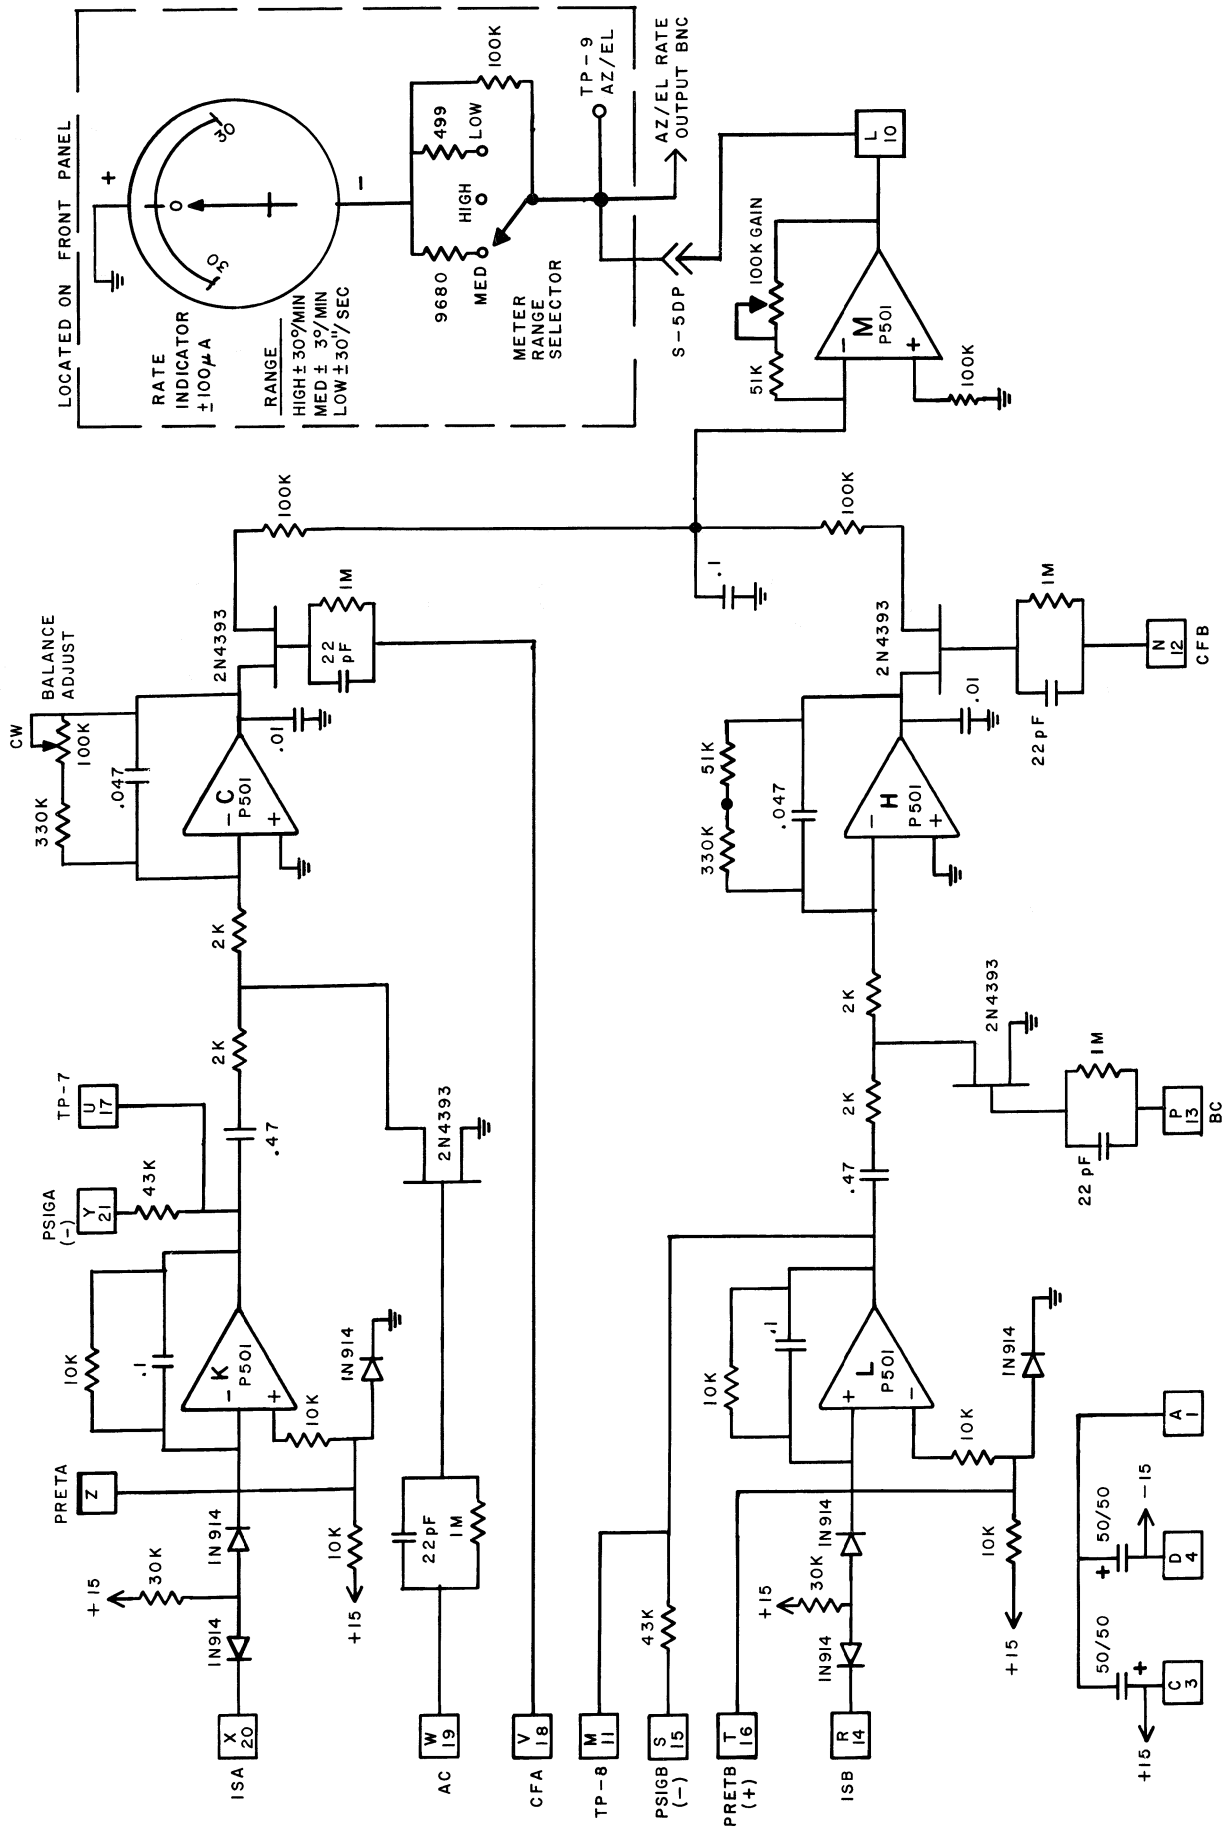 LOCATED ON FRONT PANEL
RATE
INDICATOR
±100μA
RANGE
HIGH ± 30°/MIN
MED ± 3°/MIN
LOW ± 30"/SEC
+
30
0
30
−
9680
MED
HIGH
499
LOW
100K
METER
RANGE
SELECTOR
TP-9
AZ/EL
AZ/EL RATE
OUTPUT BNC
S-5DP
L
10
51K
100K GAIN
−
M
P501
+
100K
100K
.1
100K
CW
BALANCE
ADJUST
330K
100K
.047
−
C
P501
+
.01
2N4393
22
pF
1M
2K
2K
.47
2N4393
TP-7
U
17
PSIGA
(−)
Y
21
43K
10K
.1
−
K
P501
+
10K
1N914
PRETA
Z
+15
30K
1N914
1N914
10K
+15
22pF
1M
ISA
X
20
AC
W
19
CFA
V
18
TP-8
M
11
PSIGB
(−)
S
15
43K
PRETB
(+)
T
16
ISB
R
14
1N914
+15
30K
1N914
10K
+15
10K
.1
+
L
P501
−
10K
1N914
.47
2K
2K
2N4393
22pF
1M
P
13
BC
330K
51K
.047
−
H
P501
+
.01
2N4393
22pF
1M
N
12
CFB
+15
50/50
+
C
3
50/50
+
−15
D
4
A
1